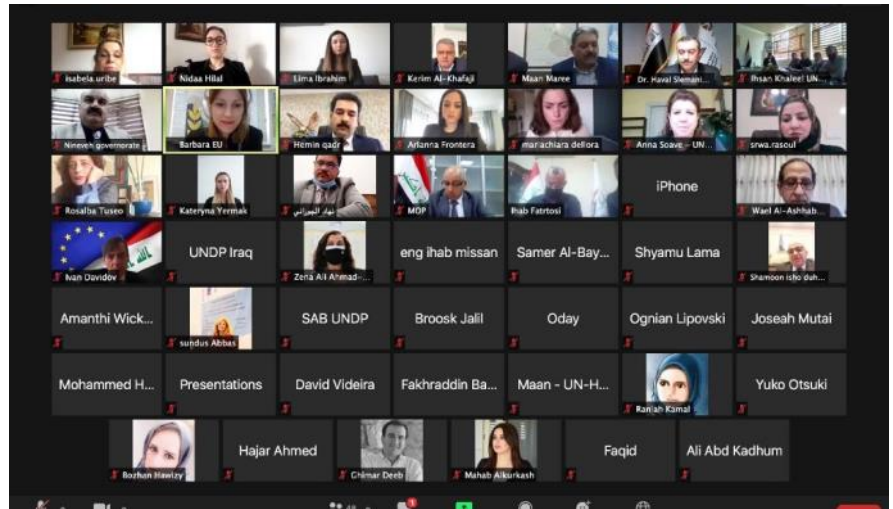 isabela.uribe
Nidaa Hilal
Lima Ibrahim
Kerim Al-Khafaji
Maan Maree
Dr. Haval Slemani...
Ihsan Khaleel UN...
Nineveh governorate
Barbara EU
Hemin qadr
Arianna Frontera
mariachiara dellora
Anna Soave - UN...
srwa.rasoul
Rosalba Tuseo
Kateryna Yermak
MOP
Ihab Fatrtosi
iPhone
Wael Al-Ashhab...
Ivan Davidov
UNDP Iraq
Zena Ali Ahmad-...
eng ihab missan
Samer Al-Bay...
Shyamu Lama
Shamoon isho duh...
Amanthi Wick...
sundus Abbas
SAB UNDP
Broosk Jalil
Oday
Ognian Lipovski
Joseah Mutai
Mohammed H...
Presentations
David Videira
Fakhraddin Ba...
Maan - UN-H...
Raniah Kamal
Yuko Otsuki
Bozhan Hawizy
Hajar Ahmed
Ghimar Deeb
Mahab Alkurkash
Faqid
Ali Abd Kadhum
1